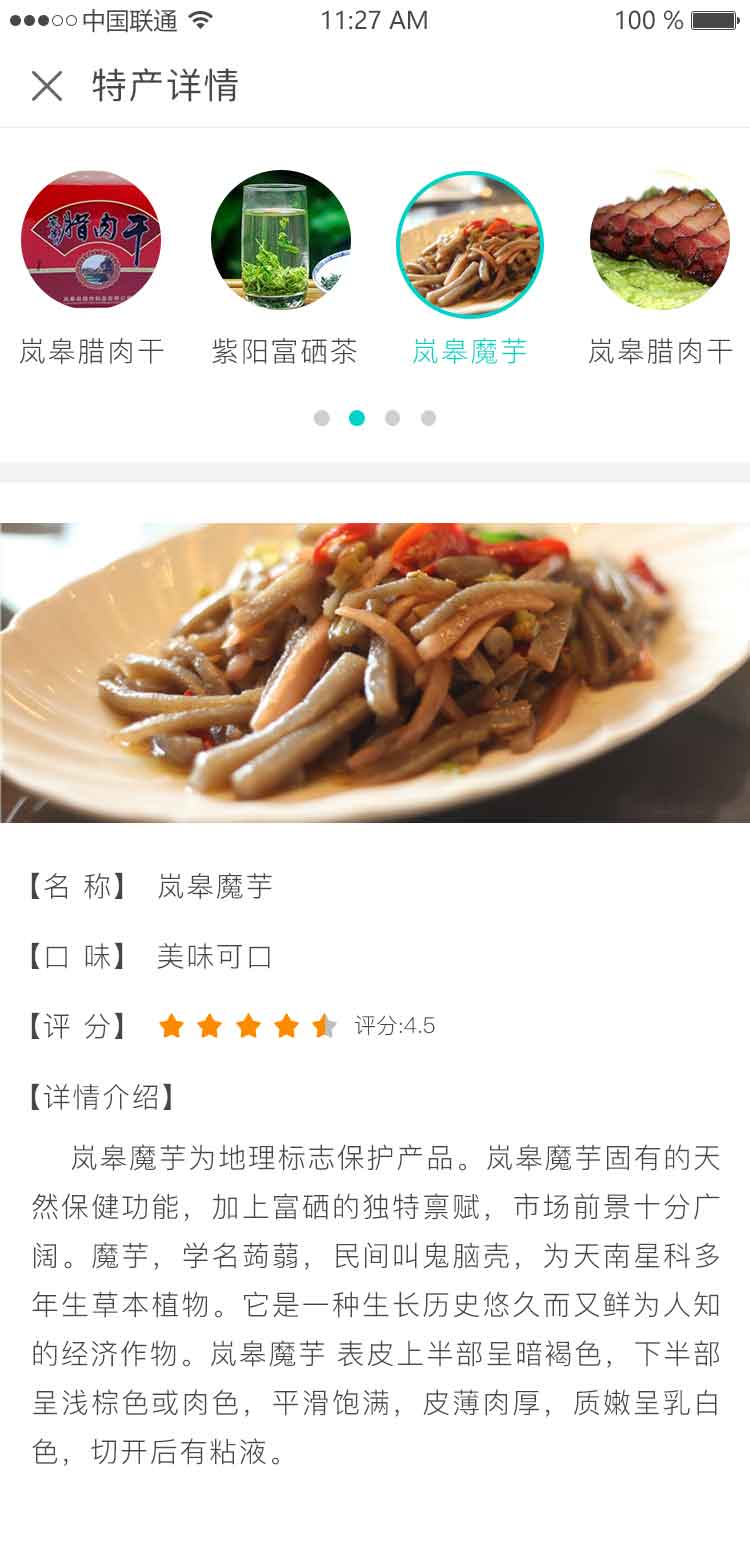 中国联通
11:27 AM
100 %
特产详情
腊肉干
岚皋腊肉干
紫阳富硒茶
岚皋魔芋
岚皋腊肉干
【名 称】 岚皋魔芋
【口 味】 美味可口
【评 分】 评分:4.5
【详情介绍】
岚皋魔芋为地理标志保护产品。岚皋魔芋固有的天
然保健功能，加上富硒的独特禀赋，市场前景十分广
阔。魔芋，学名蒟蒻，民间叫鬼脑壳，为天南星科多
年生草本植物。它是一种生长历史悠久而又鲜为人知
的经济作物。岚皋魔芋 表皮上半部呈暗褐色，下半部
呈浅棕色或肉色，平滑饱满，皮薄肉厚，质嫩呈乳白
色，切开后有粘液。